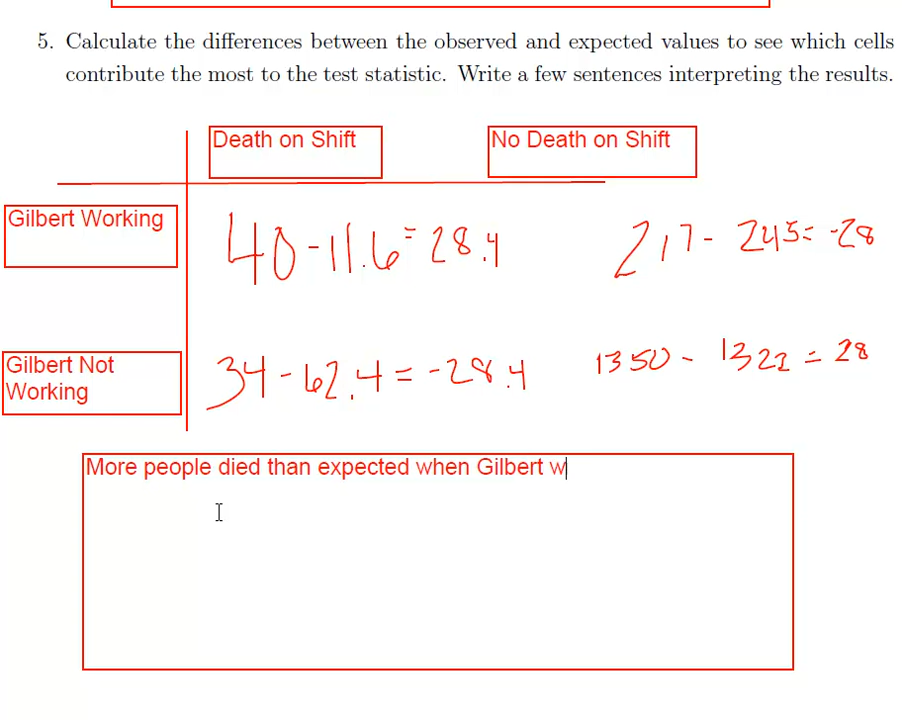 5. Calculate the differences between the observed and expected values to see which cells
contribute the most to the test statistic. Write a few sentences interpreting the results.
Death on Shift No Death on Shift
Gilbert Working 40 - 11.6 = 28.4 217 - 245 = -28
Gilbert Not
Working 34 - 62.4 = -28.4 1350 - 1322 = 28
More people died than expected when Gilbert w